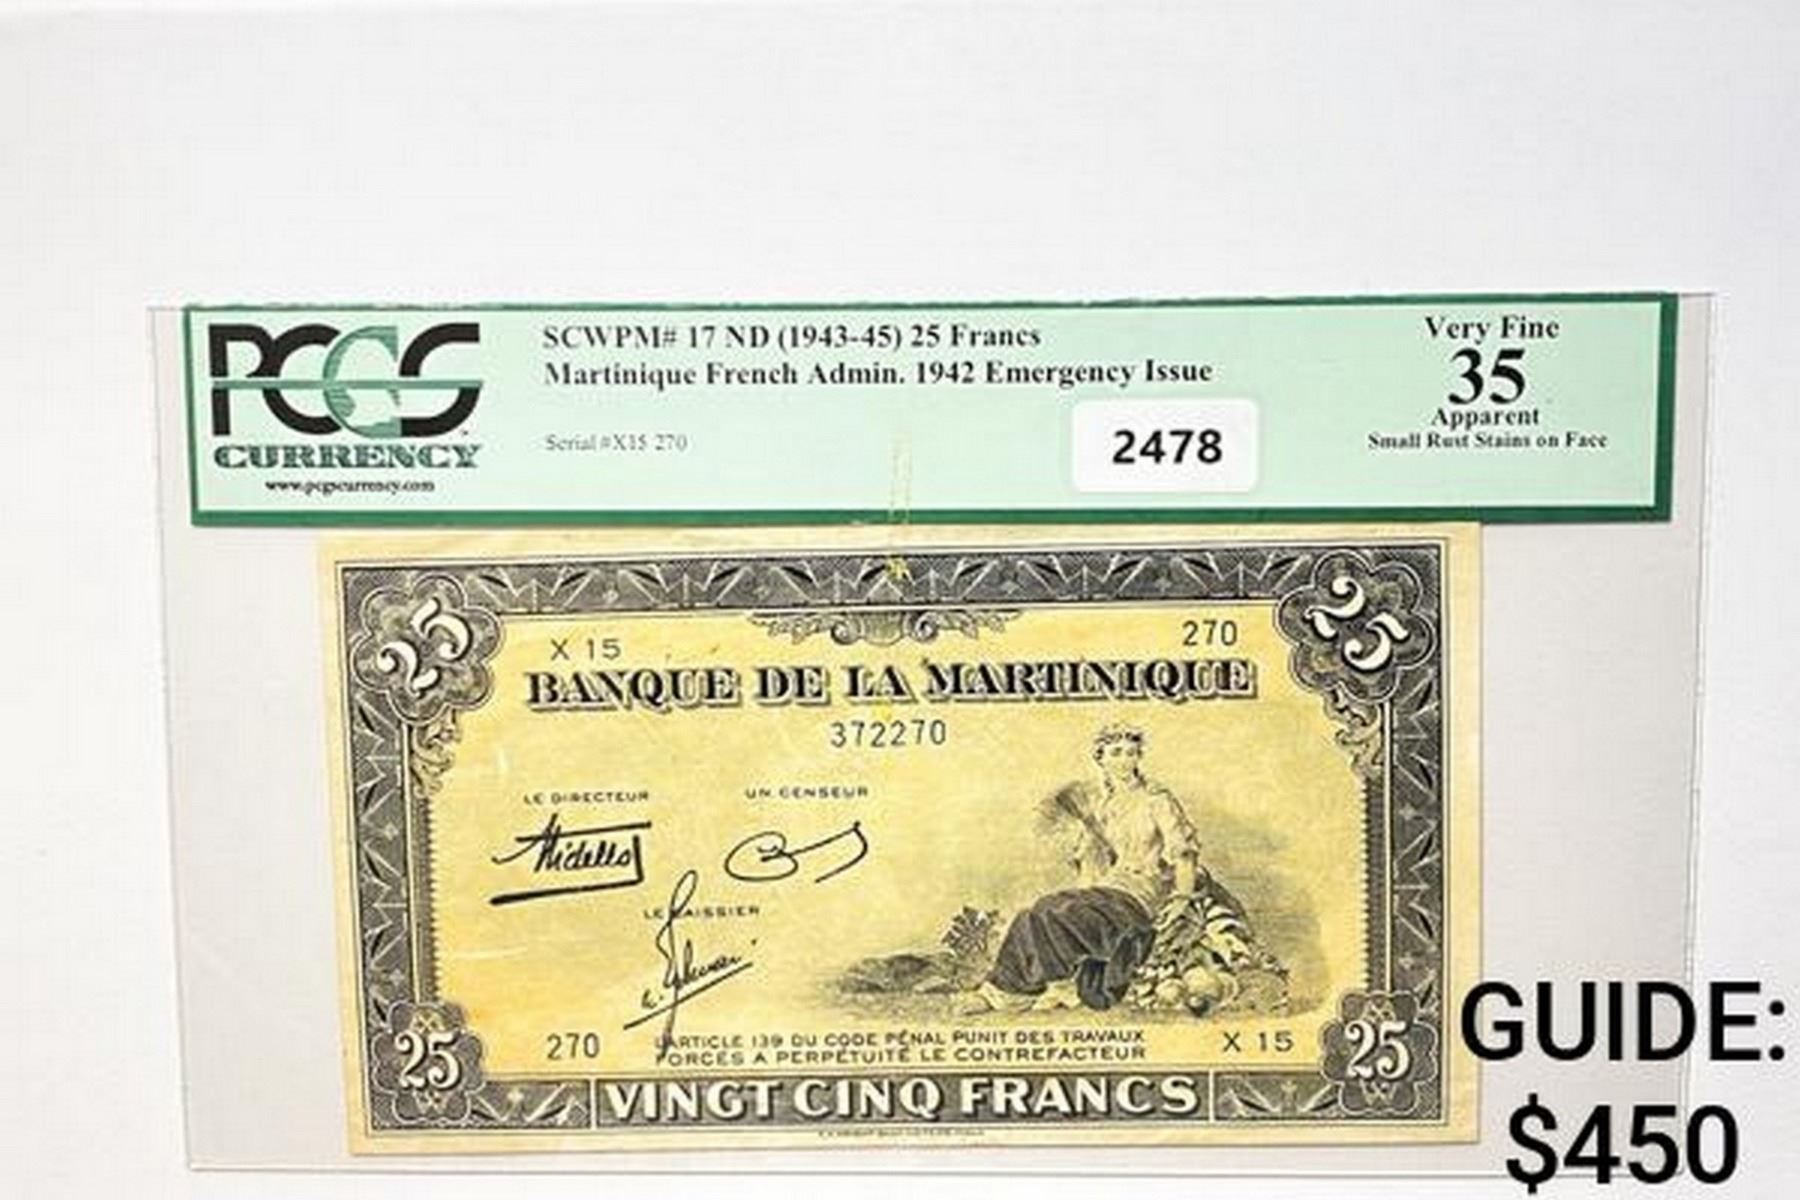 PCGS
CURRENCY
www.pcgscurrency.com
SCWPM# 17 ND (1943-45) 25 Francs
Martinique French Admin. 1942 Emergency Issue
Serial #X15 270
2478
Very Fine
35
Apparent
Small Rust Stains on Face
25
25
X 15
270
BANQUE DE LA MARTINIQUE
372270
LE DIRECTEUR
UN CENSEUR
LE CAISSIER
270
L'ARTICLE 139 DU CODE PÉNAL PUNIT DES TRAVAUX
FORCÉS A PERPÉTUITÉ LE CONTREFACTEUR
X 15
25
VINGT CINQ FRANCS
25
GUIDE:
$450